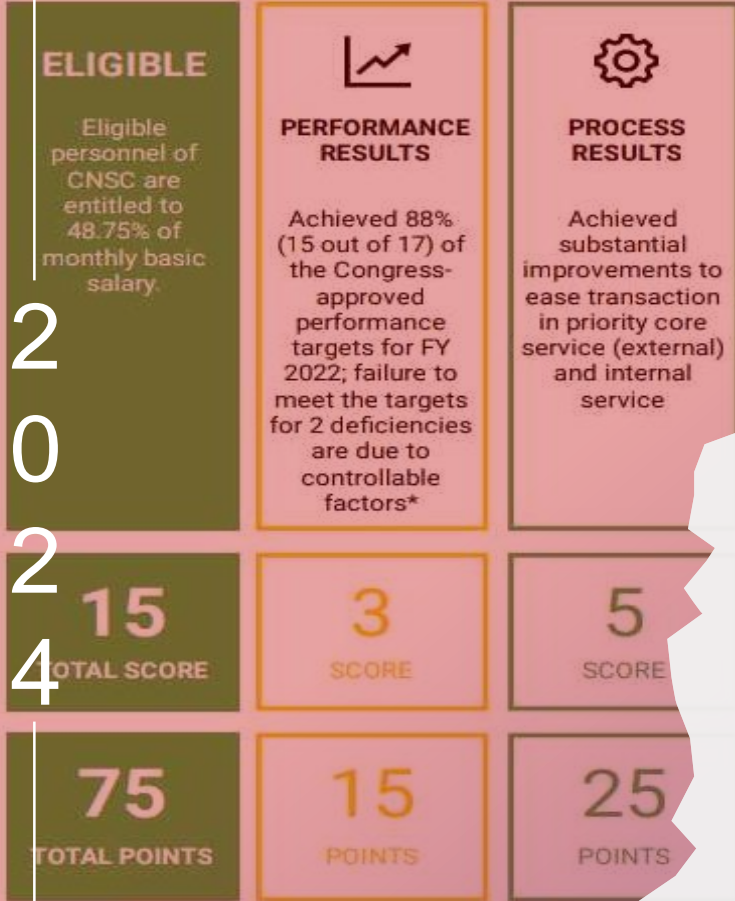 ELIGIBLE
Eligible
personnel of
CNSC are
entitled to
48.75% of
monthly basic
salary.
PERFORMANCE
RESULTS
Achieved 88%
(15 out of 17) of
the Congress-
approved
performance
targets for FY
2022; failure to
meet the targets
for 2 deficiencies
are due to
controllable
factors*
PROCESS
RESULTS
Achieved
substantial
improvements to
ease transaction
in priority core
service (external)
and internal
service
2
0
2
4
15
TOTAL SCORE
3
SCORE
5
SCORE
75
TOTAL POINTS
15
POINTS
25
POINTS